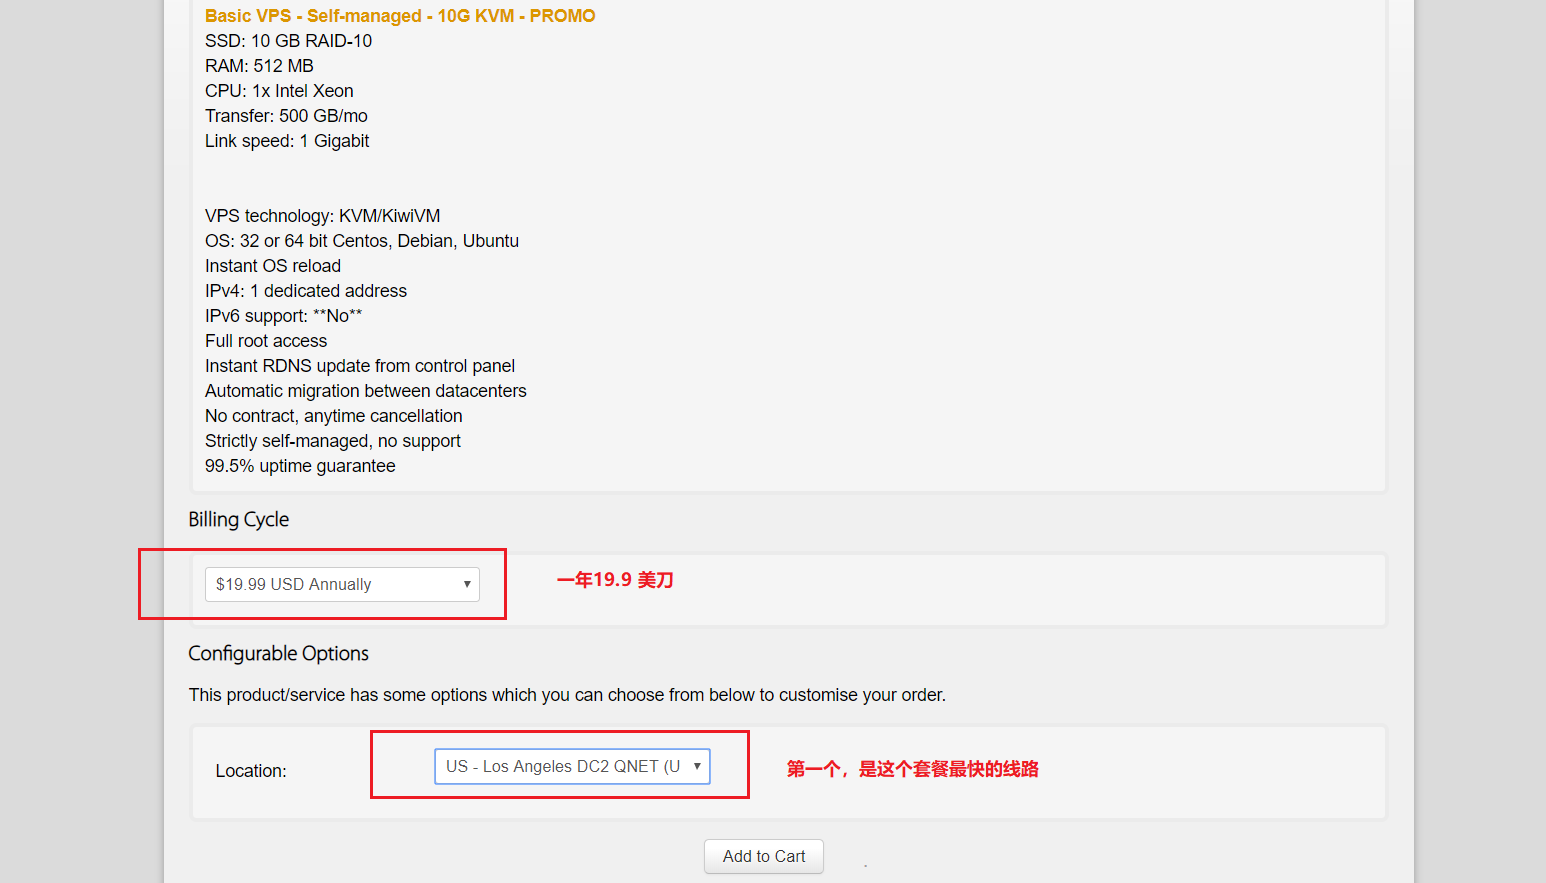 Basic VPS - Self-managed - 10G KVM - PROMO
SSD: 10 GB RAID-10
RAM: 512 MB
CPU: 1x Intel Xeon
Transfer: 500 GB/mo
Link speed: 1 Gigabit
VPS technology: KVM/KiwiVM
OS: 32 or 64 bit Centos, Debian, Ubuntu
Instant OS reload
IPv4: 1 dedicated address
IPv6 support: **No**
Full root access
Instant RDNS update from control panel
Automatic migration between datacenters
No contract, anytime cancellation
Strictly self-managed, no support
99.5% uptime guarantee
Billing Cycle
$19.99 USD Annually
一年19.9 美刀
Configurable Options
This product/service has some options which you can choose from below to customise your order.
Location:
US - Los Angeles DC2 QNET (U
第一个，是这个套餐最快的线路
Add to Cart